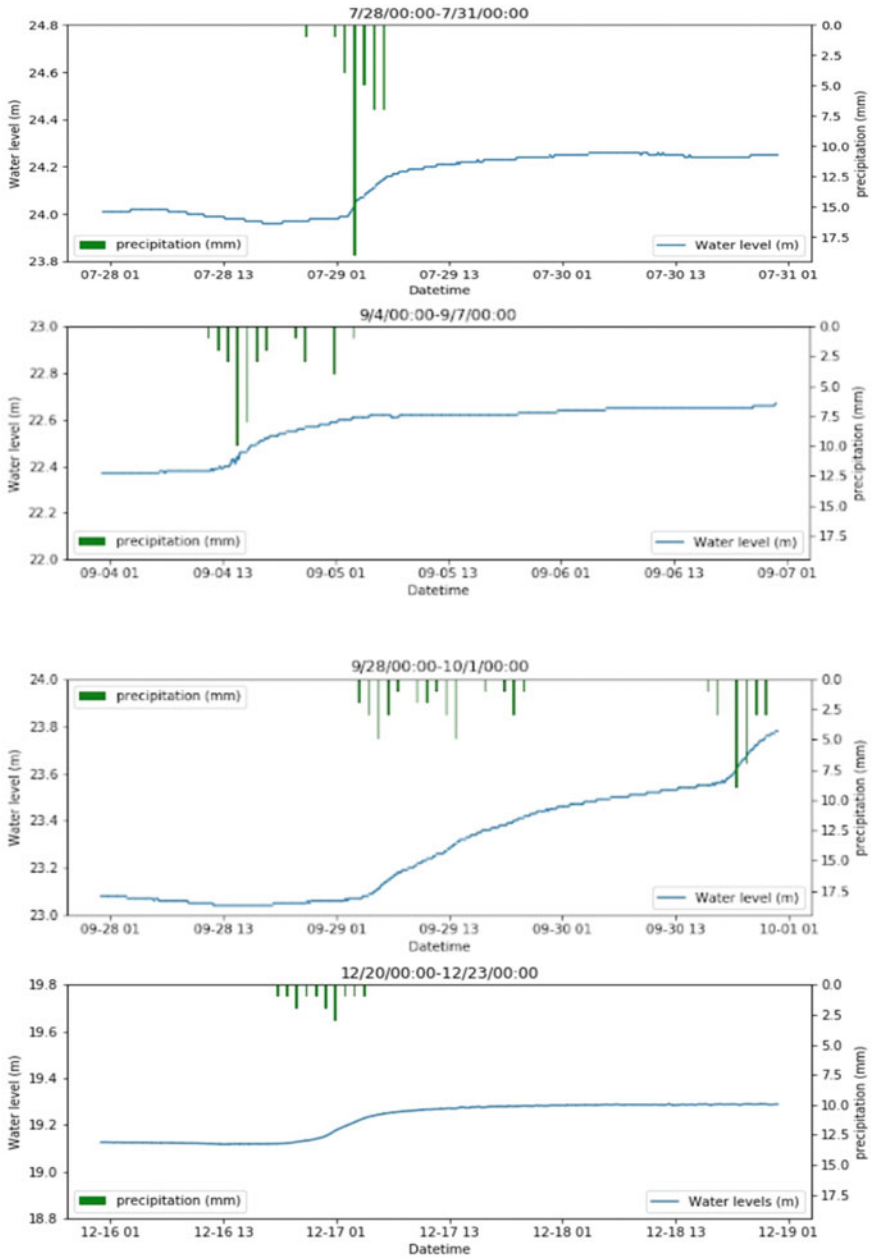 7/28/00:00-7/31/00:00
24.8 0.0
24.6 2.5
5.0
24.4 7.5
10.0
24.2 12.5
24.0 15.0
17.5
23.8
Water level (m)
precipitation (mm)
precipitation (mm) Water level (m)
07-28 01 07-28 13 07-29 01 07-29 13 07-30 01 07-30 13 07-31 01
Datetime
9/4/00:00-9/7/00:00
23.0 0.0
22.8 2.5
5.0
22.6 7.5
10.0
22.4 12.5
22.2 15.0
17.5
22.0
Water level (m)
precipitation (mm)
precipitation (mm) Water level (m)
09-04 01 09-04 13 09-05 01 09-05 13 09-06 01 09-06 13 09-07 01
Datetime
9/28/00:00-10/1/00:00
24.0 0.0
precipitation (mm)
23.8 2.5
5.0
23.6 7.5
10.0
23.4 12.5
23.2 15.0
17.5
23.0
Water level (m)
precipitation (mm)
Water level (m)
09-28 01 09-28 13 09-29 01 09-29 13 09-30 01 09-30 13 10-01 01
Datetime
12/20/00:00-12/23/00:00
19.8 0.0
19.6 2.5
5.0
19.4 7.5
10.0
19.2 12.5
19.0 15.0
17.5
18.8
Water level (m)
precipitation (mm)
precipitation (mm) Water levels (m)
12-16 01 12-16 13 12-17 01 12-17 13 12-18 01 12-18 13 12-19 01
Datetime